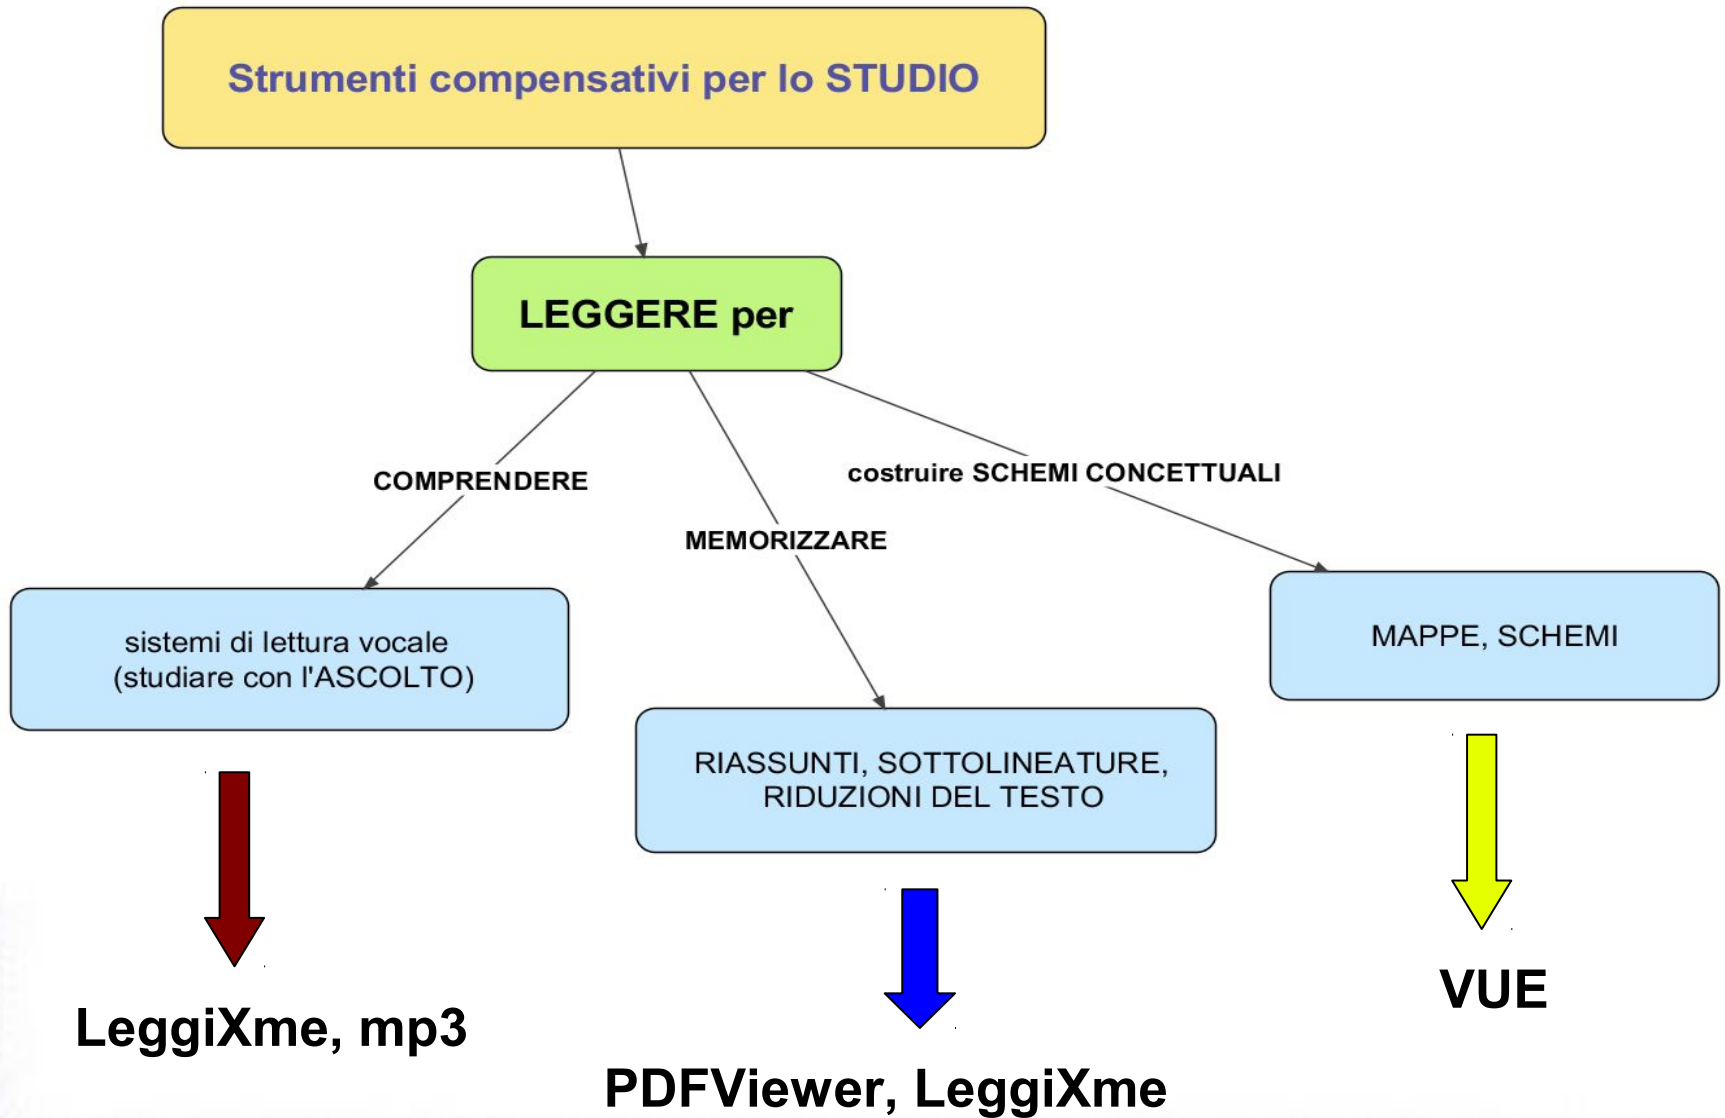 Strumenti compensativi per lo STUDIO
LEGGERE per
COMPRENDERE
costruire SCHEMI CONCETTUALI
MEMORIZZARE
sistemi di lettura vocale
(studiare con l'ASCOLTO)
MAPPE, SCHEMI
RIASSUNTI, SOTTOLINEATURE,
RIDUZIONI DEL TESTO
LeggiXme, mp3
PDFViewer, LeggiXme
VUE